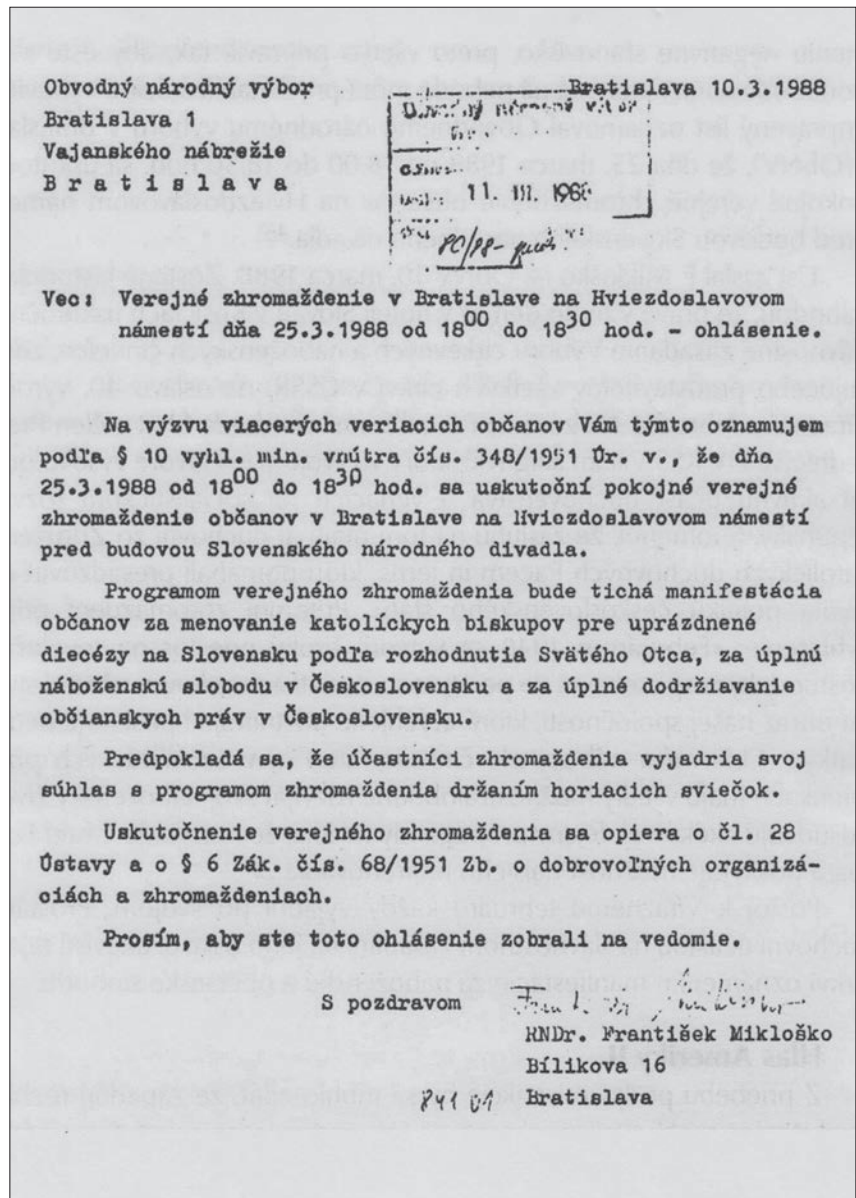 Obvodný národný výbor
Bratislava 10.3.1988
Bratislava 1
Vajanského nábrežie
B r a t i s l a v a
11. III. 1988
80/88-
Vec: Verejné zhromaždenie v Bratislave na Hviezdoslavovom
námestí dňa 25.3.1988 od 18⁰⁰ do 18³⁰ hod. - ohlásenie.
Na výzvu viacerých veriacich občanov Vám týmto oznamujem
podľa § 10 vyhl. min. vnútra čís. 348/1951 Úr. v., že dňa
25.3.1988 od 18⁰⁰ do 18³⁰ hod. sa uskutoční pokojné verejné
zhromaždenie občanov v Bratislave na Hviezdoslavovom námestí
pred budovou Slovenského národného divadla.
Programom verejného zhromaždenia bude tichá manifestácia
občanov za menovanie katolíckych biskupov pre uprázdnené
diecézy na Slovensku podľa rozhodnutia Svätého Otca, za úplnú
náboženskú slobodu v Československu a za úplné dodržiavanie
občianskych práv v Československu.
Predpokladá sa, že účastníci zhromaždenia vyjadria svoj
súhlas s programom zhromaždenia držaním horiacich sviečok.
Uskutočnenie verejného zhromaždenia sa opiera o čl. 28
Ústavy a o § 6 Zák. čís. 68/1951 Zb. o dobrovoľných organizá-
ciách a zhromaždeniach.
Prosím, aby ste toto ohlásenie zobrali na vedomie.
S pozdravom
RNDr. František Mikloško
Bílikova 16
841 01 Bratislava